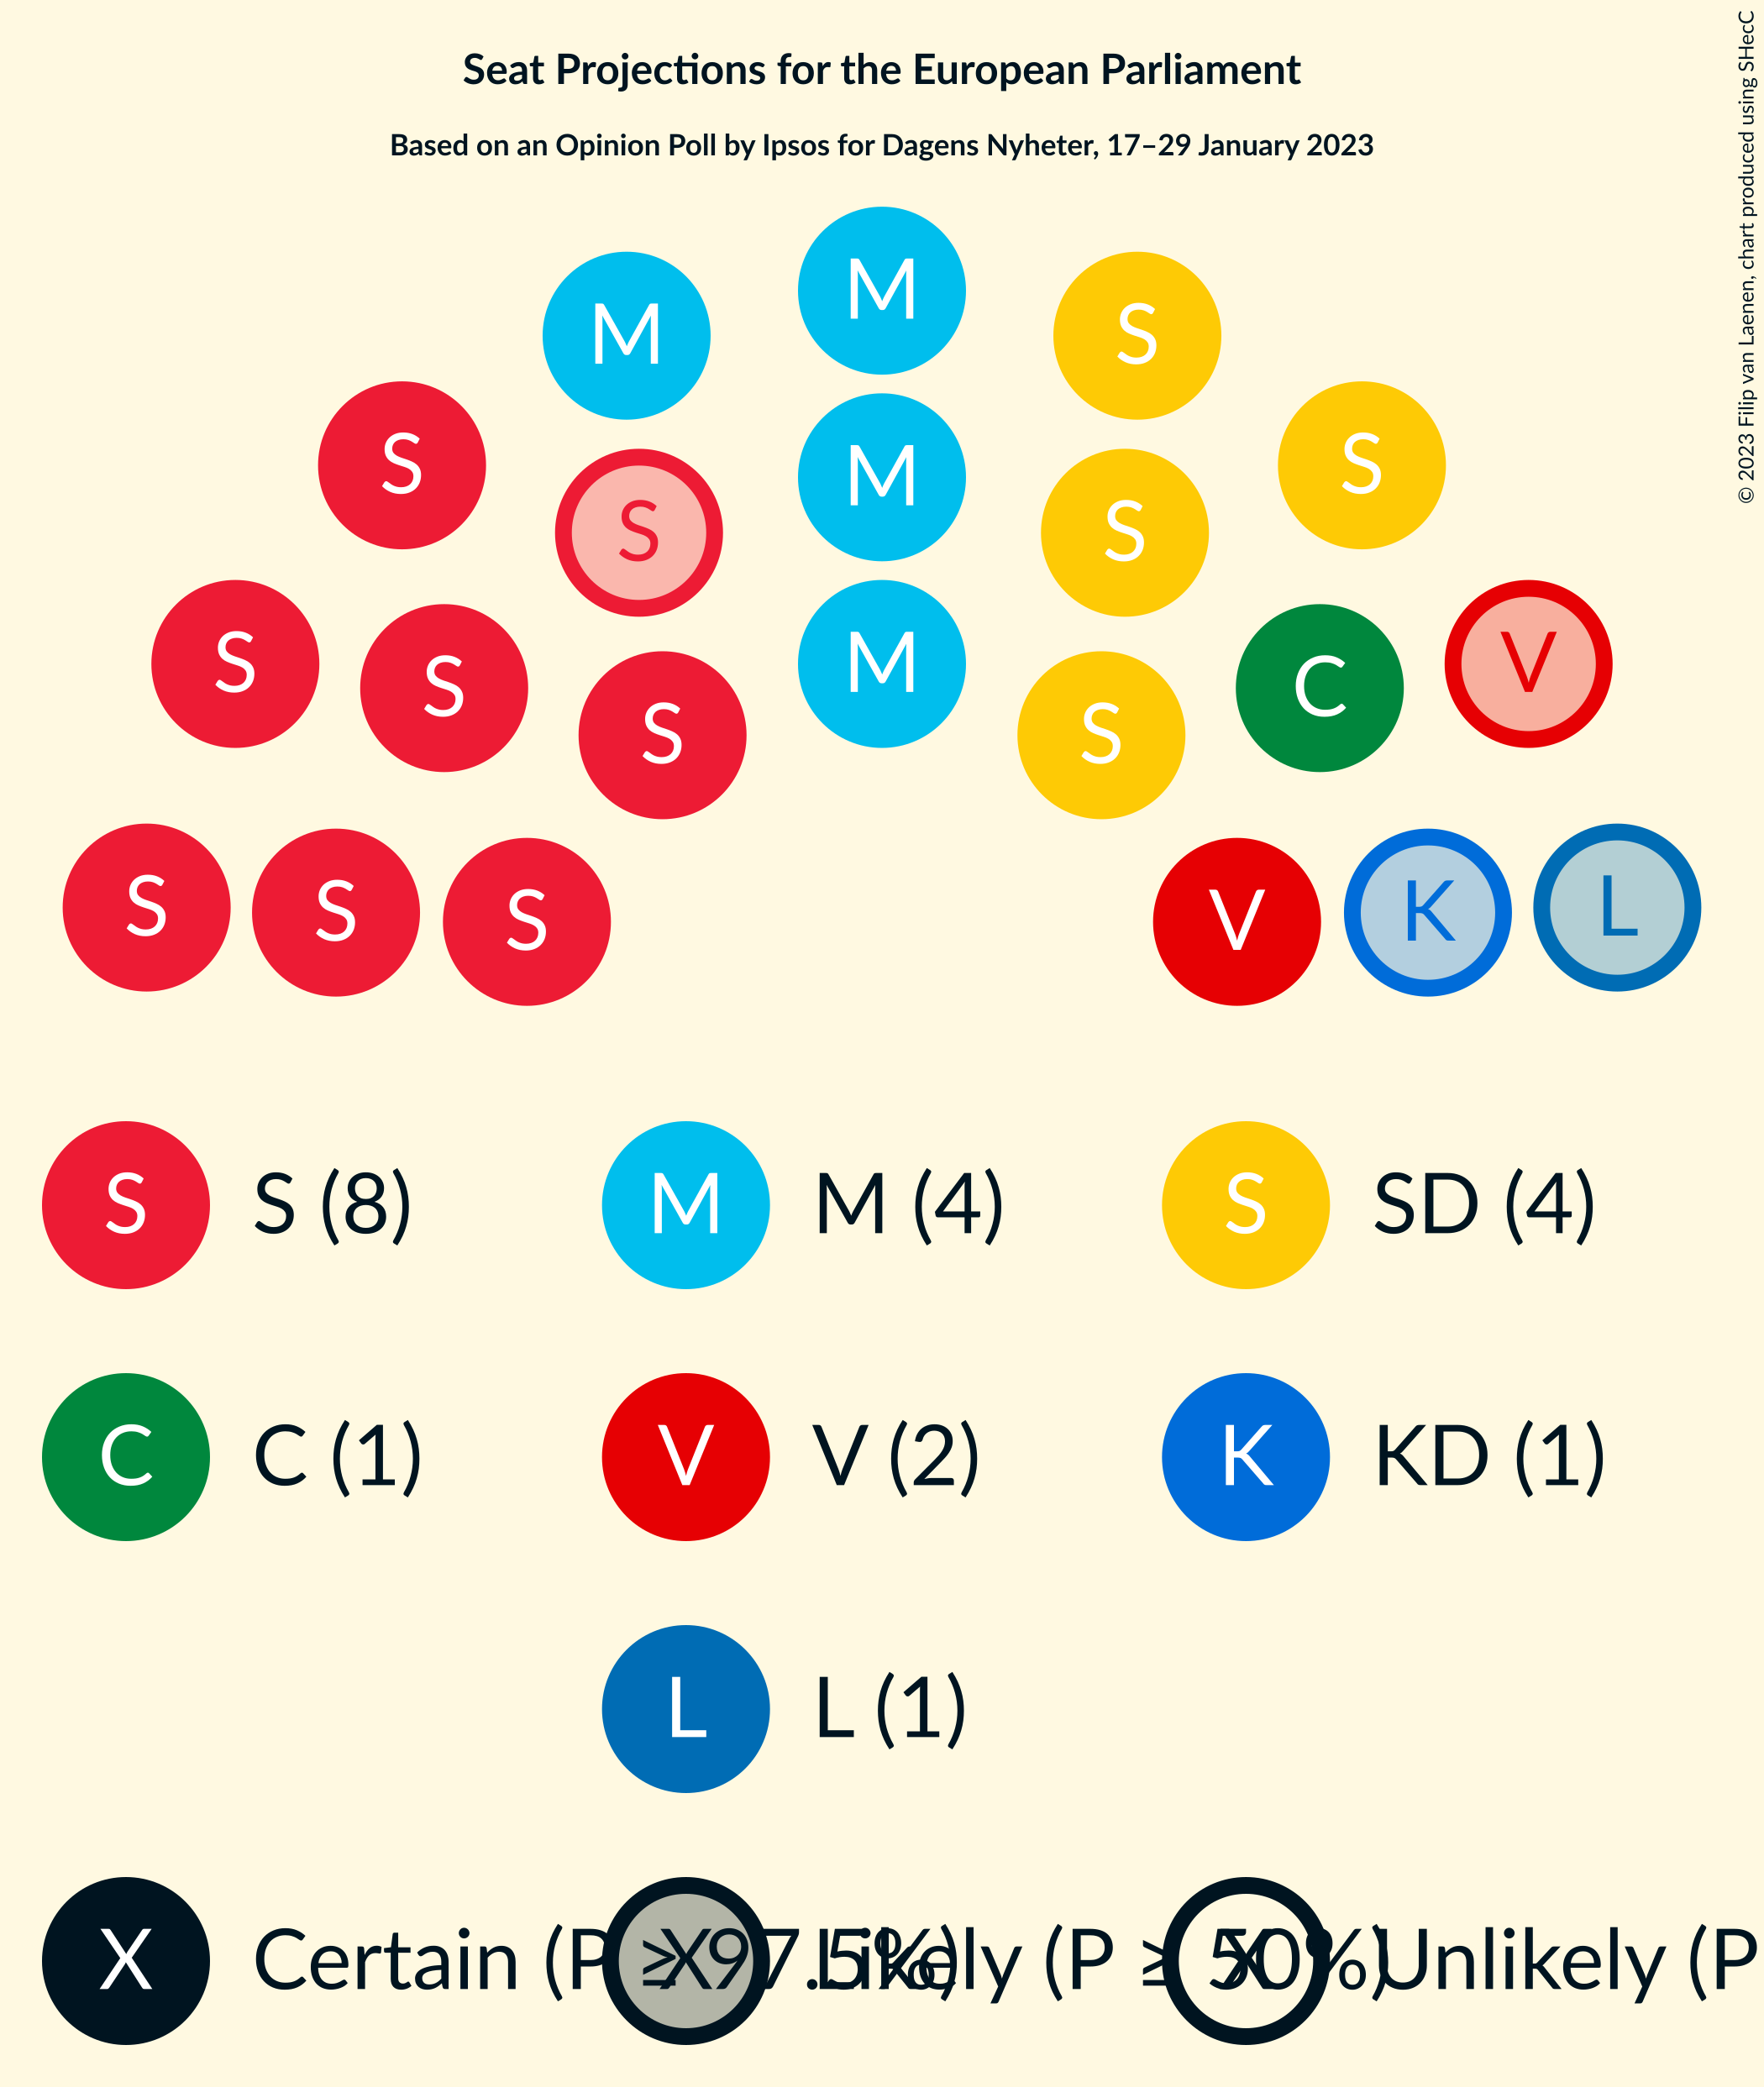 Seat Projections for the European Parliament
Based on an Opinion Poll by Ipsos for Dagens Nyheter, 17–29 January 2023
© 2023 Filip van Laenen, chart produced using SHecC
M
M
S
S
M
S
S
S
S
S
M
C
V
S
S
S
S
S
S
V
K
L
S S (8)
M M (4)
S SD (4)
C C (1)
V V (2)
K KD (1)
L L (1)
X Certain (P ≥ 97.5%)
X Likely (P ≥ 50%)
X Unlikely (P